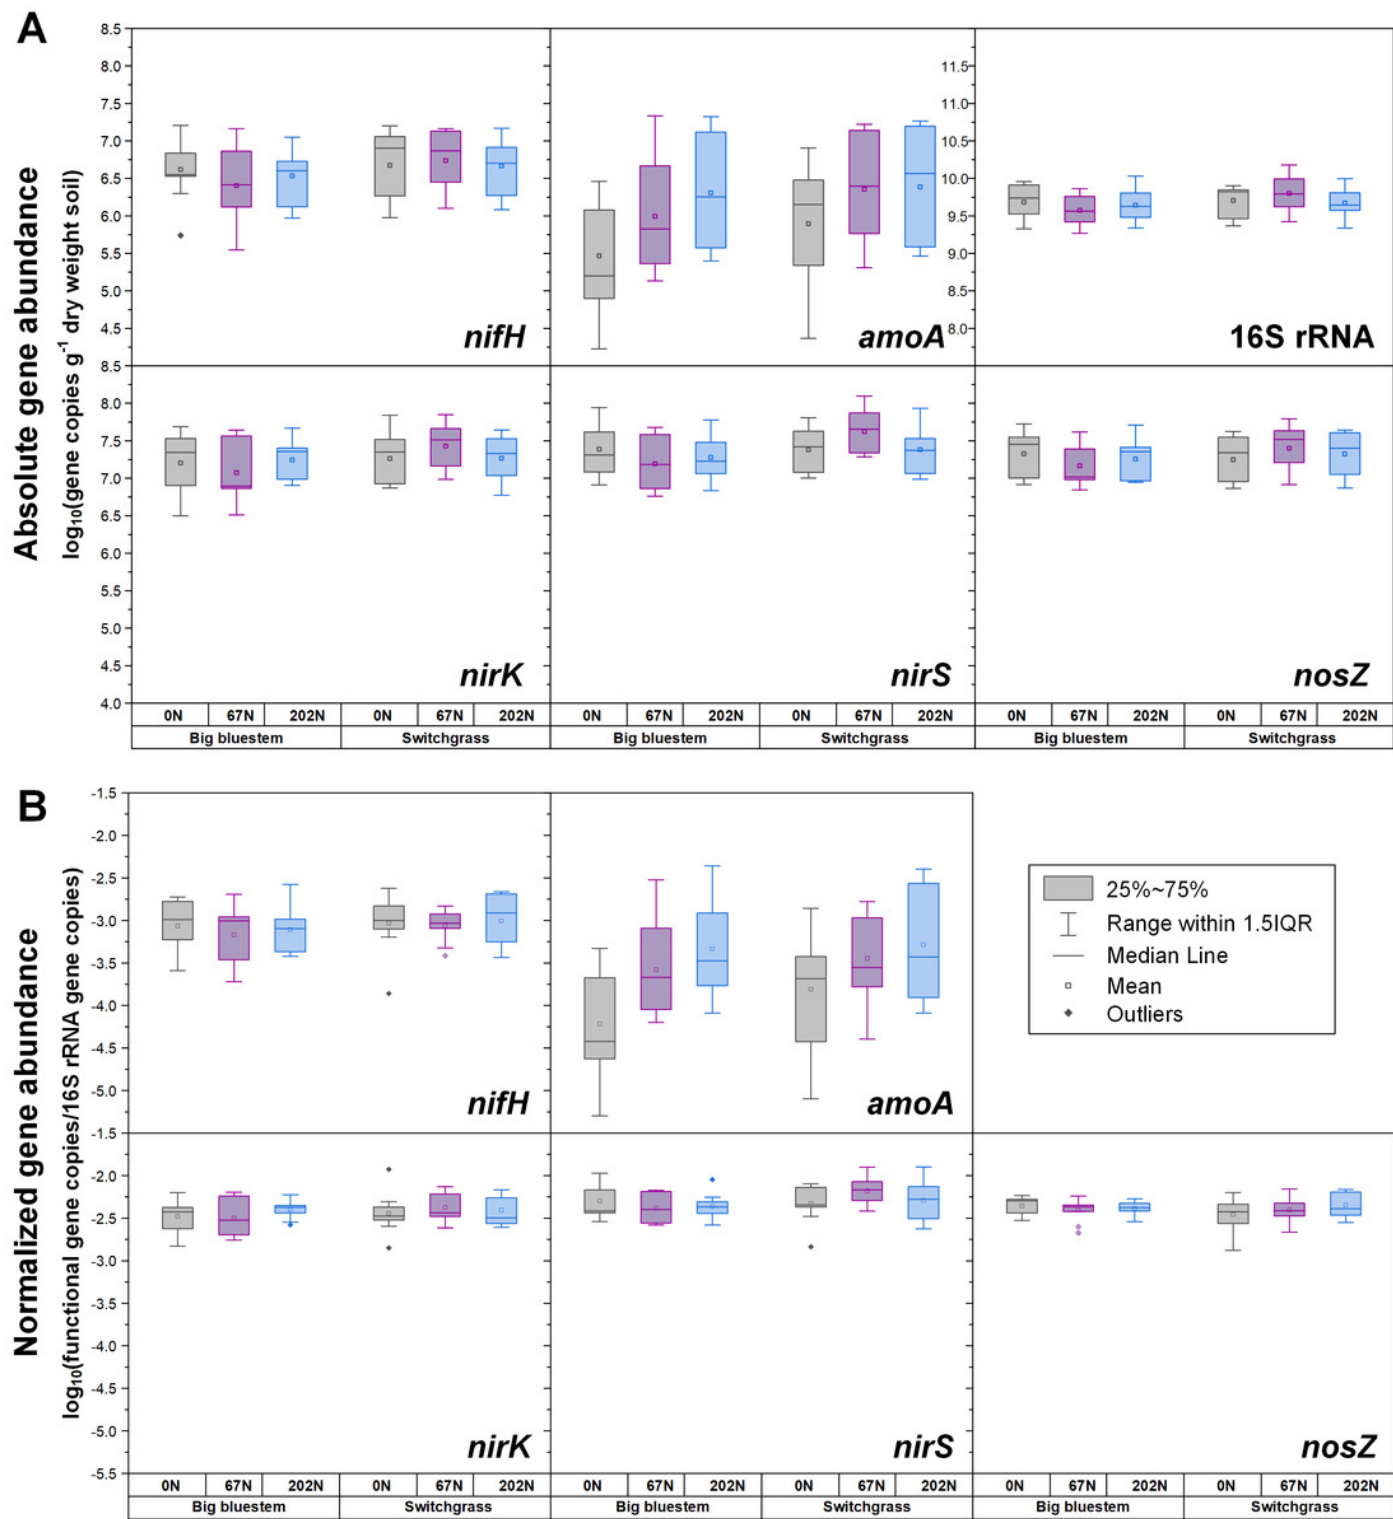 A
Absolute gene abundance
log₁₀(gene copies g⁻¹ dry weight soil)
8.5
8.0
7.5
7.0
6.5
6.0
5.5
5.0
4.5
nifH
amoA
11.5
11.0
10.5
10.0
9.5
9.0
8.5
8.0
16S rRNA
8.5
8.0
7.5
7.0
6.5
6.0
5.5
5.0
4.5
4.0
nirK
nirS
nosZ
0N 67N 202N 0N 67N 202N 0N 67N 202N 0N 67N 202N 0N 67N 202N 0N 67N 202N
Big bluestem Switchgrass Big bluestem Switchgrass Big bluestem Switchgrass
B
Normalized gene abundance
log₁₀(functional gene copies/16S rRNA gene copies)
-1.5
-2.0
-2.5
-3.0
-3.5
-4.0
-4.5
-5.0
nifH
amoA
25%~75%
Range within 1.5IQR
Median Line
Mean
Outliers
-1.5
-2.0
-2.5
-3.0
-3.5
-4.0
-4.5
-5.0
-5.5
nirK
nirS
nosZ
0N 67N 202N 0N 67N 202N 0N 67N 202N 0N 67N 202N 0N 67N 202N 0N 67N 202N
Big bluestem Switchgrass Big bluestem Switchgrass Big bluestem Switchgrass